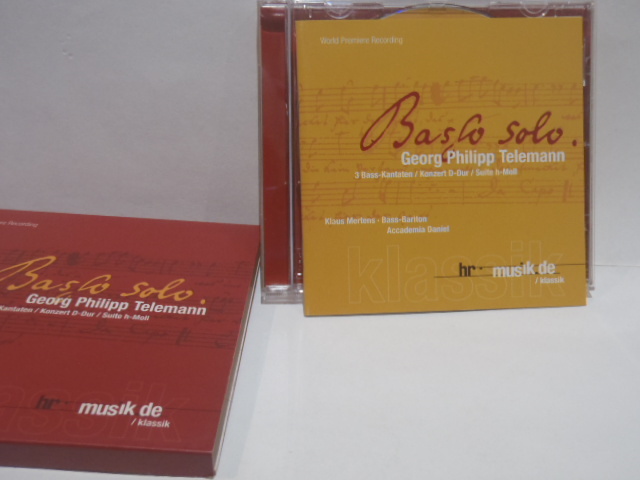 World Premiere Recording
Basso solo.
Georg Philipp Telemann
3 Bass-Kantaten / Konzert D-Dur / Suite h-Moll
Klaus Mertens - Bass-Bariton
Accademia Daniel
klassik
hr musik.de
/ klassik
Recording
Basso solo.
Georg Philipp Telemann
Kantaten / Konzert D-Dur / Suite h-Moll
hr musik de
/ klassik